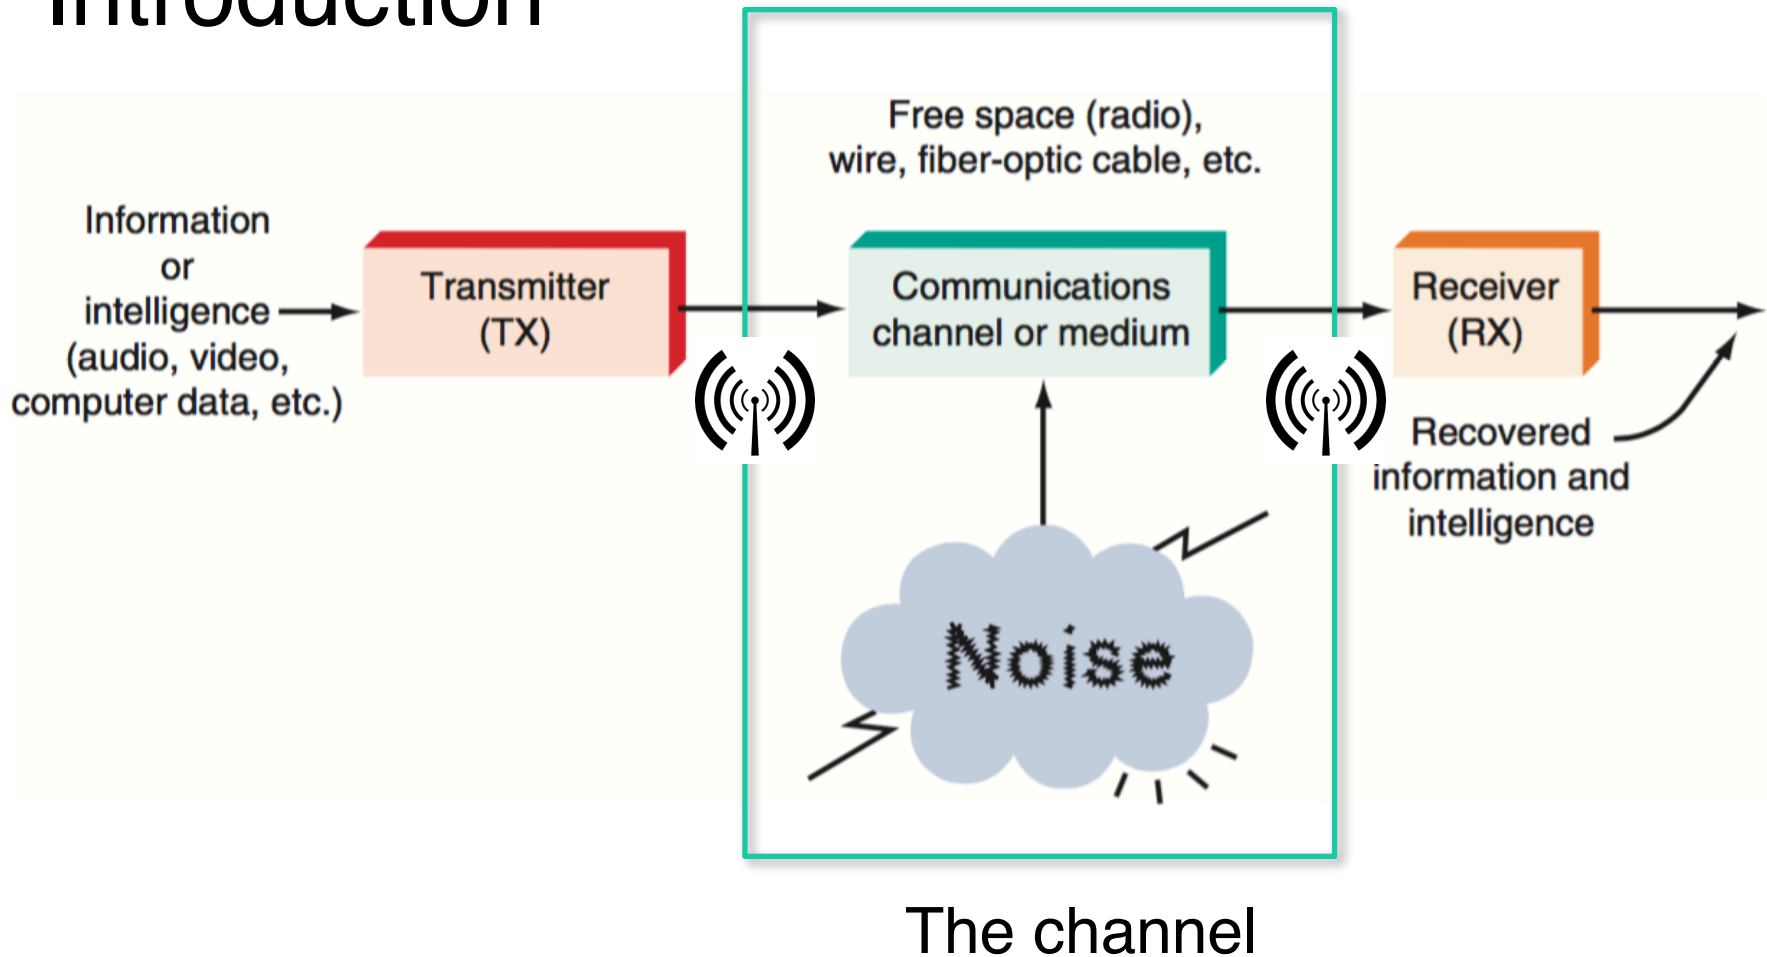 Introduction
Free space (radio),
wire, fiber-optic cable, etc.
Information
or
intelligence
(audio, video,
computer data, etc.)
Transmitter
(TX)
Communications
channel or medium
Receiver
(RX)
Recovered
information and
intelligence
Noise
The channel